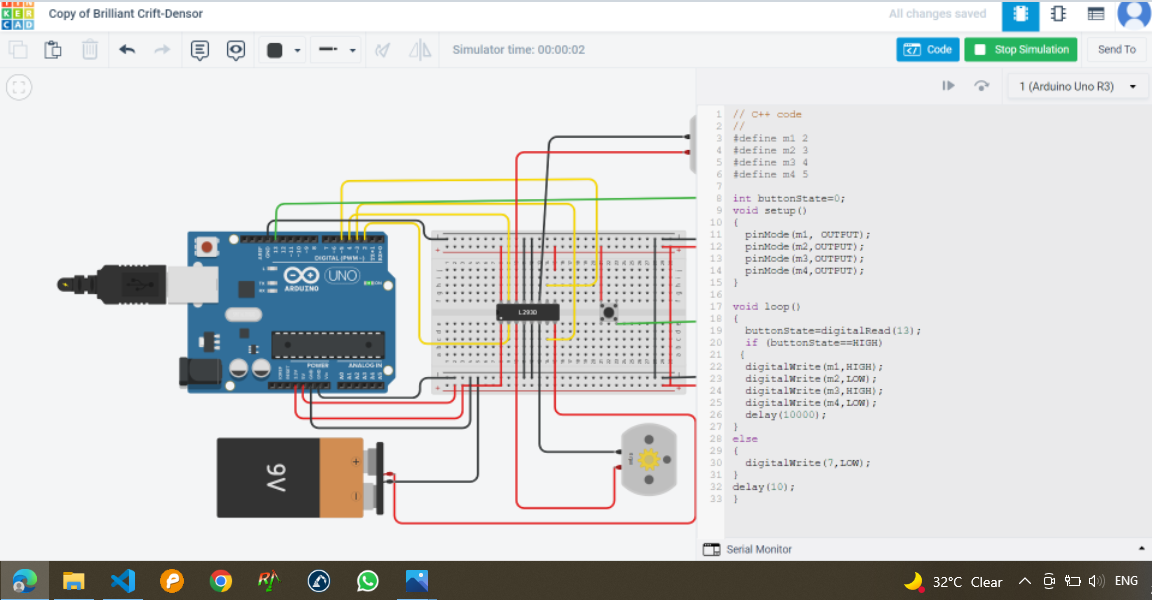 TIN
KER
CAD
Copy of Brilliant Crift-Densor
All changes saved
Simulator time: 00:00:02
Code
Stop Simulation
Send To
1 (Arduino Uno R3)
1 // C++ code
2 //
3 #define m1 2
4 #define m2 3
5 #define m3 4
6 #define m4 5
7
8 int buttonState=0;
9 void setup()
10 {
11 pinMode(m1, OUTPUT);
12 pinMode(m2,OUTPUT);
13 pinMode(m3,OUTPUT);
14 pinMode(m4,OUTPUT);
15 }
16
17 void loop()
18 {
19 buttonState=digitalRead(13);
20 if (buttonState==HIGH)
21 {
22 digitalWrite(m1,HIGH);
23 digitalWrite(m2,LOW);
24 digitalWrite(m3,HIGH);
25 digitalWrite(m4,LOW);
26 delay(10000);
27 }
28 else
29 {
30 digitalWrite(7,LOW);
31 }
32 delay(10);
33 }
DIGITAL (PWM~)
UNO
ARDUINO
L293D
POWER
ANALOG IN
9V
+
Serial Monitor
32°C Clear
ENG